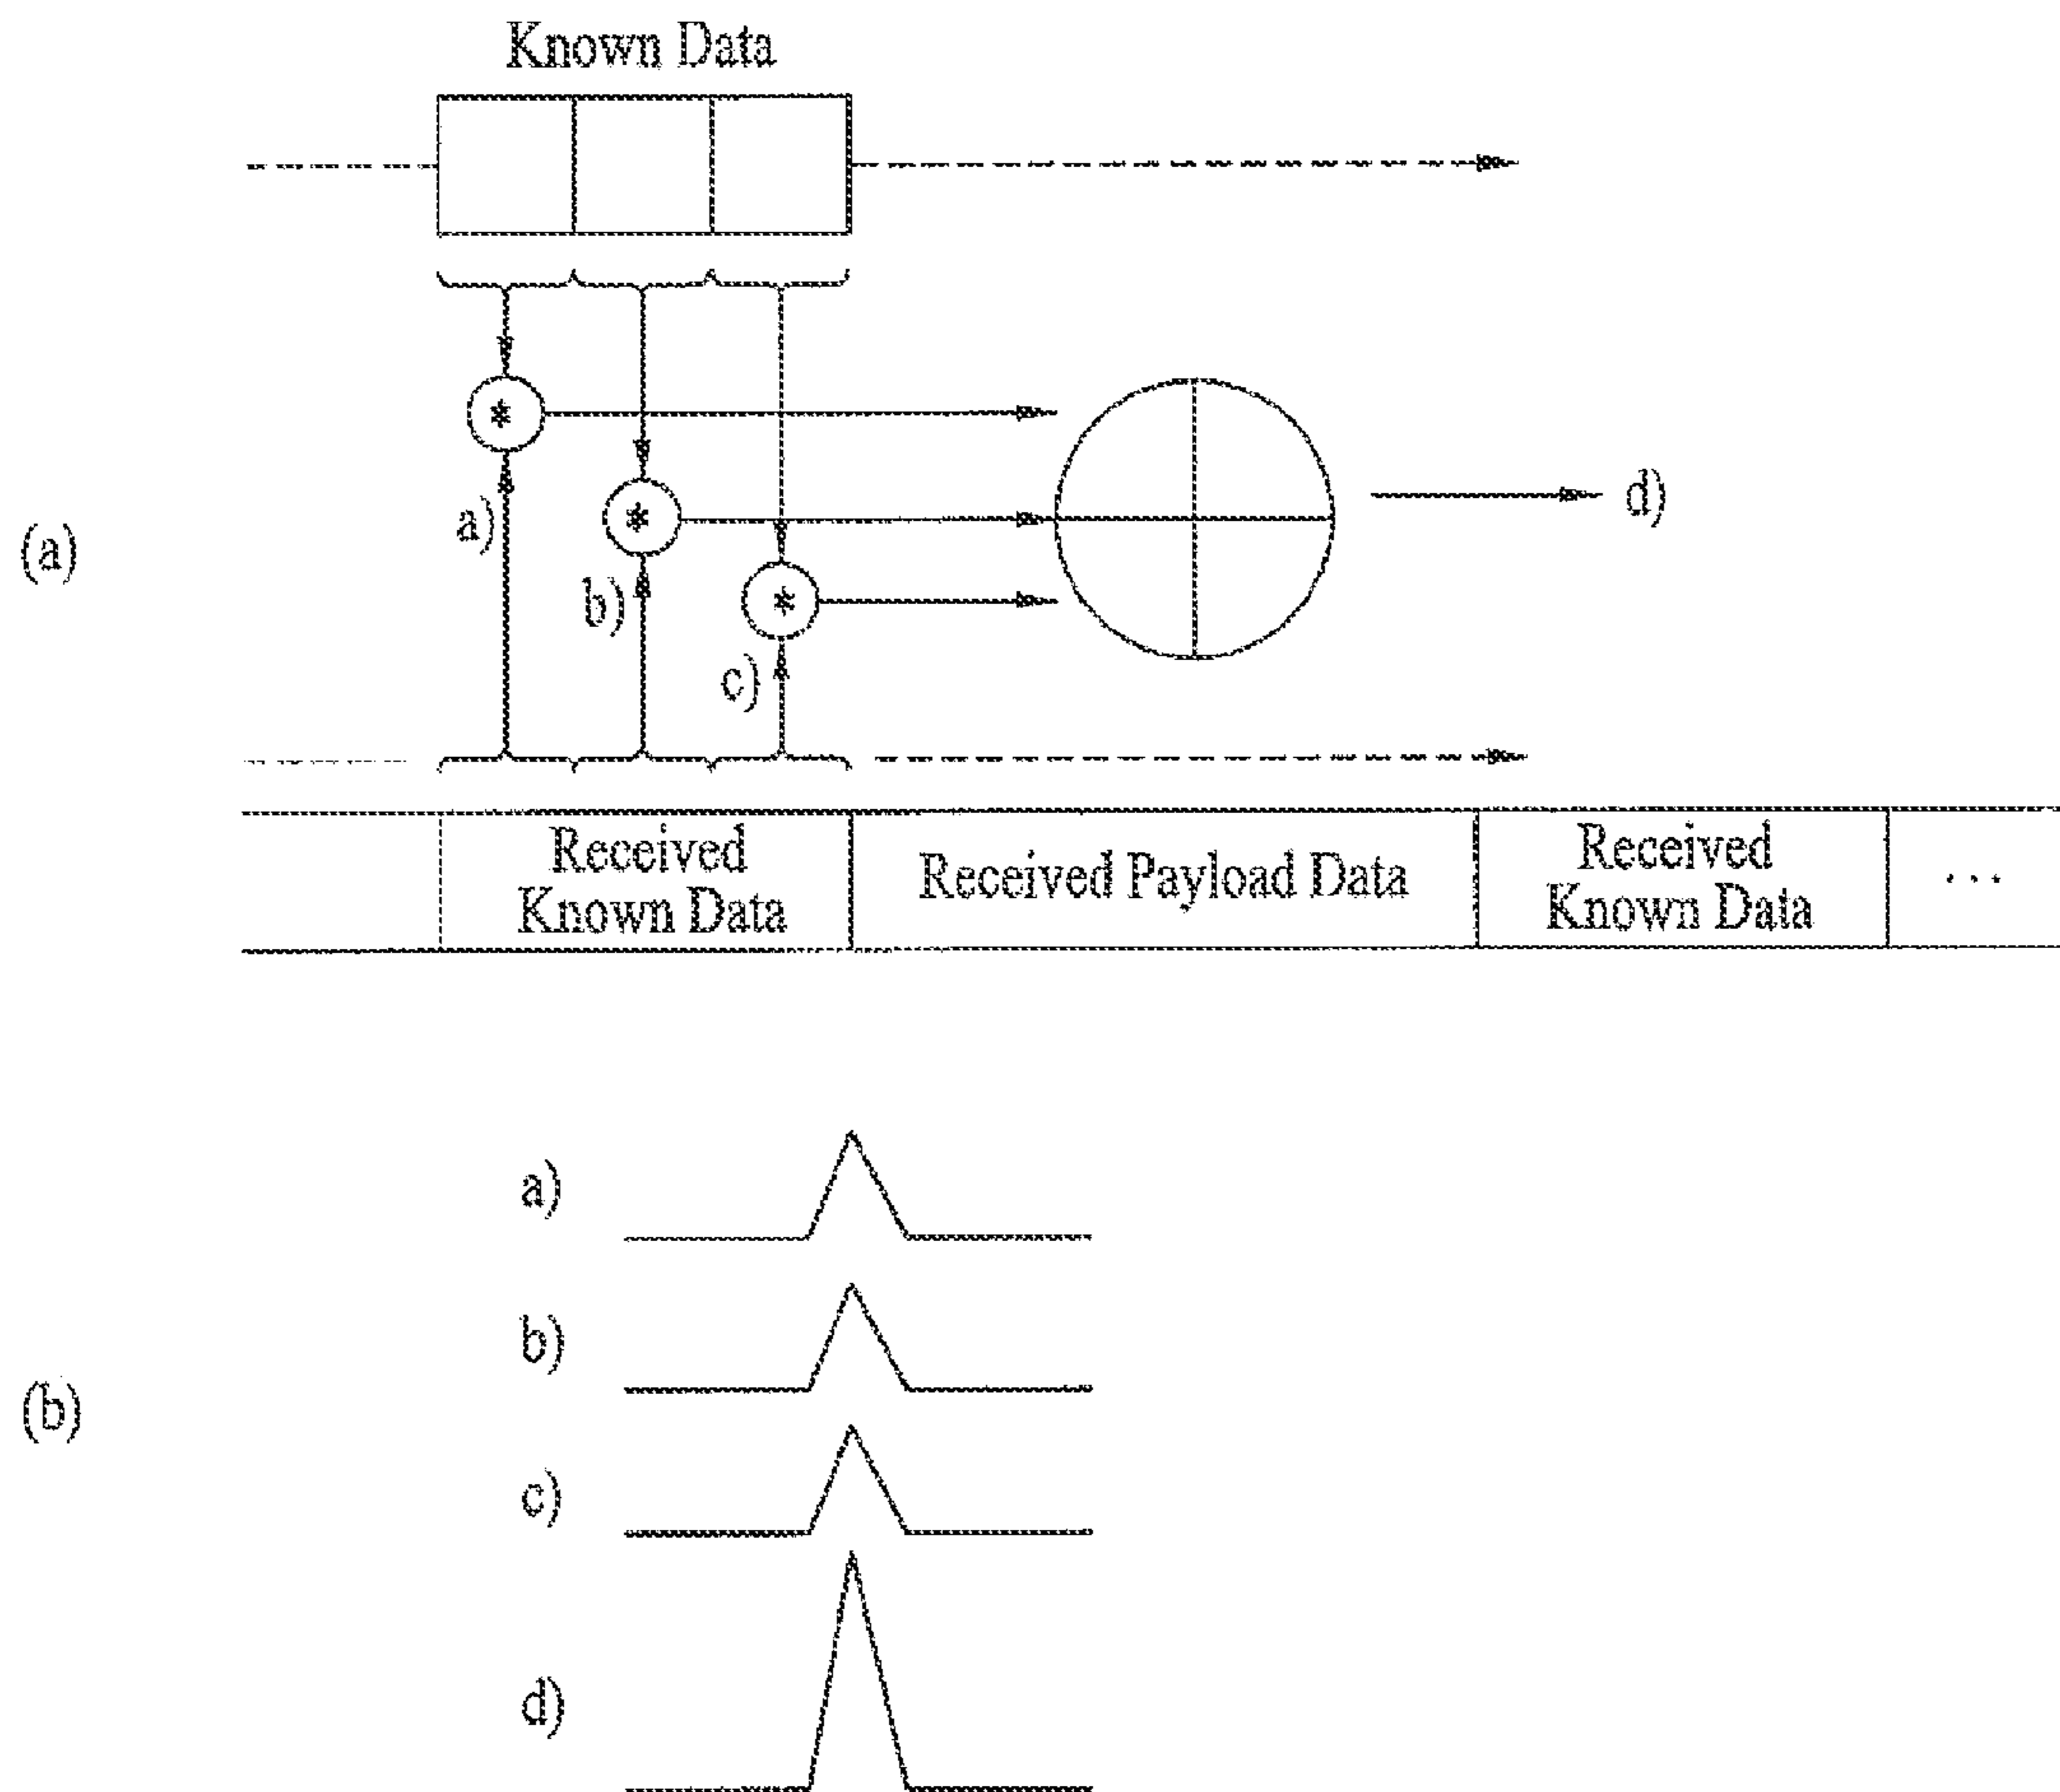 Known Data
*
a)
*
b)
*
c)
d)
(a)
Received
Known Data
Received Payload Data
Received
Known Data
...
a)
b)
(b)
c)
d)